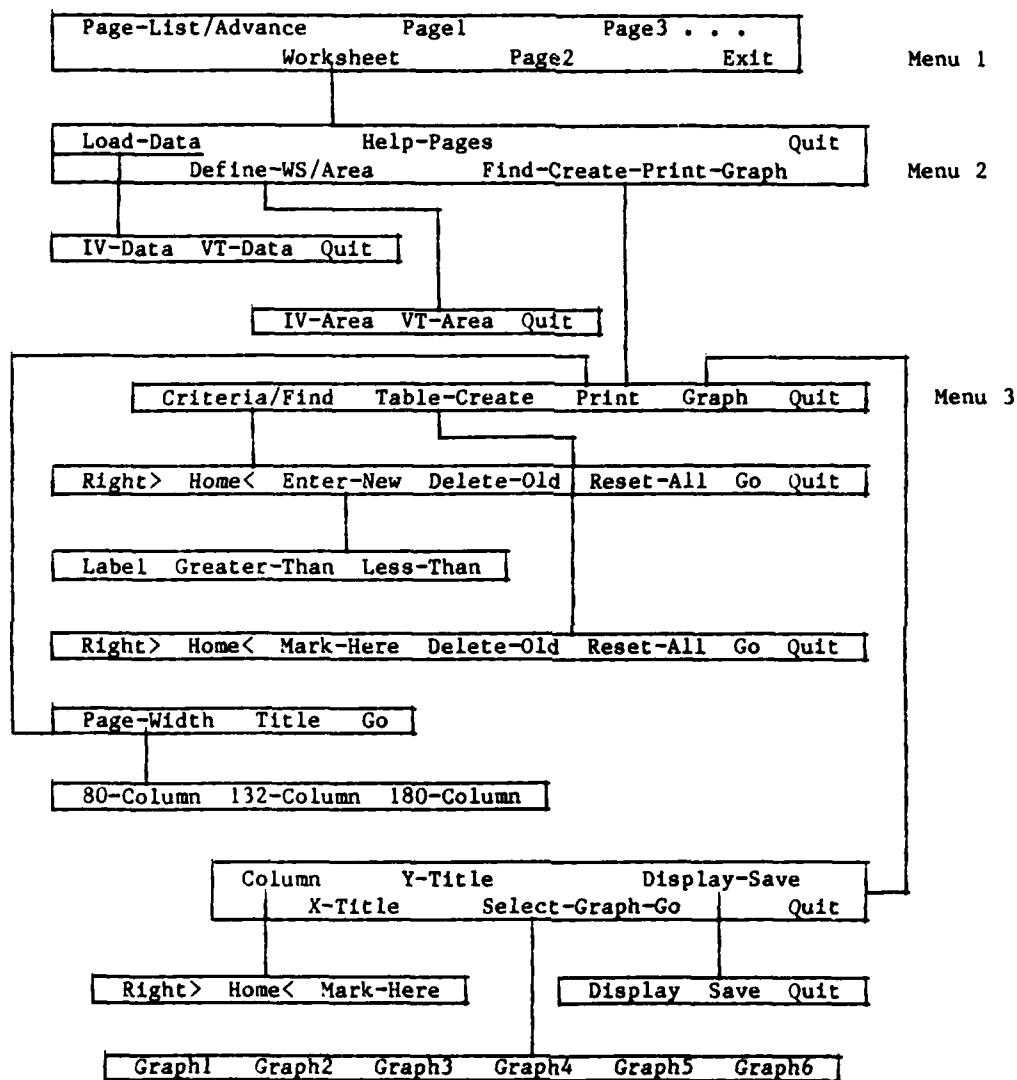 Page-List/Advance Page1 Page3 . . .
Worksheet Page2 Exit Menu 1
Load-Data Help-Pages Quit
Define-WS/Area Find-Create-Print-Graph Menu 2
IV-Data VT-Data Quit
IV-Area VT-Area Quit
Criteria/Find Table-Create Print Graph Quit Menu 3
Right> Home< Enter-New Delete-Old Reset-All Go Quit
Label Greater-Than Less-Than
Right> Home< Mark-Here Delete-Old Reset-All Go Quit
Page-Width Title Go
80-Column 132-Column 180-Column
Column Y-Title Display-Save
X-Title Select-Graph-Go Quit
Right> Home< Mark-Here Display Save Quit
Graph1 Graph2 Graph3 Graph4 Graph5 Graph6